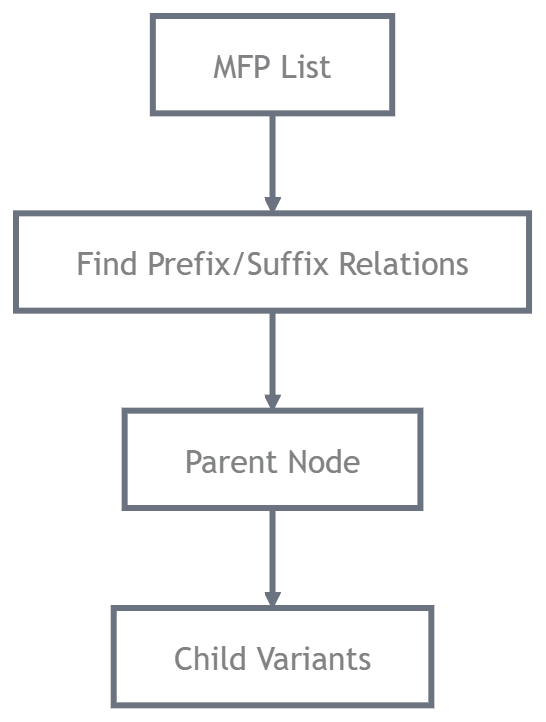 MFP List
Find Prefix/Suffix Relations
Parent Node
Child Variants